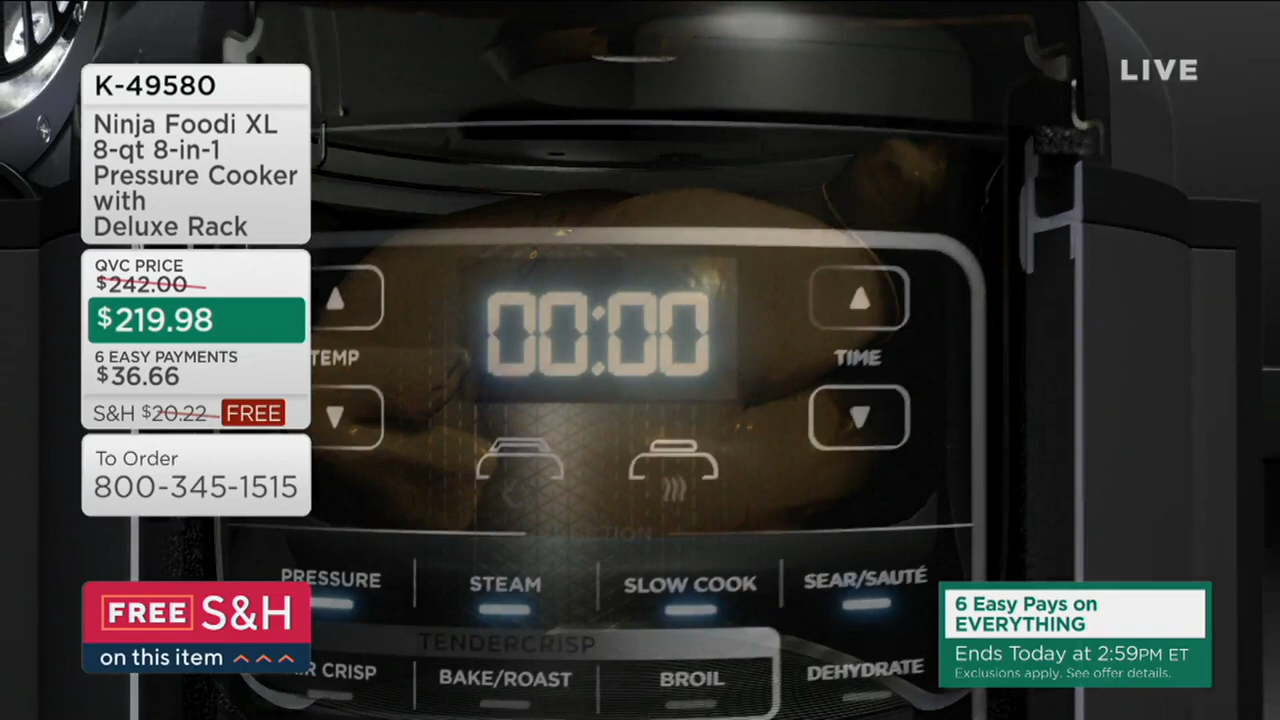 K-49580
Ninja Foodi XL
8-qt 8-in-1
Pressure Cooker
with
Deluxe Rack
QVC PRICE
$242.00
$219.98
6 EASY PAYMENTS
$36.66
S&H $20.22 FREE
To Order
800-345-1515
FREE S&H
on this item
LIVE
00:00
TEMP
TIME
PRESSURE
STEAM
SLOW COOK
SEAR/SAUTÉ
TENDERCRISP
CRISP
BAKE/ROAST
BROIL
DEHYDRATE
6 Easy Pays on
EVERYTHING
Ends Today at 2:59PM ET
Exclusions apply. See offer details.